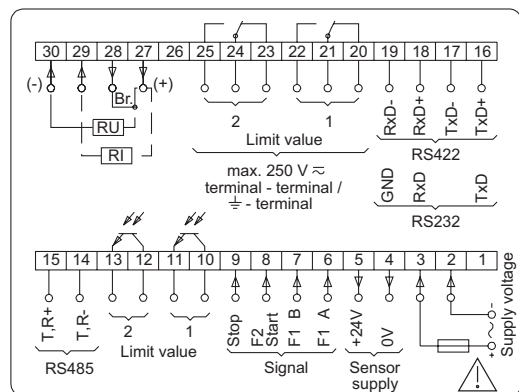 30 29 28 27 26 25 24 23 22 21 20 19 18 17 16
(-) (+)
Br.
RU
RI
2 1
Limit value
max. 250 V ≂
terminal - terminal /
⏚ - terminal
RxD- RxD+ TxD- TxD+
RS422
GND RxD TxD
RS232
15 14 13 12 11 10 9 8 7 6 5 4 3 2 1
T,R+ T,R-
RS485
2 1
Limit value
Stop
F2
Start
F1 B
F1 A
Signal
+24V
0V
Sensor
supply
Supply voltage
- ~ +
!